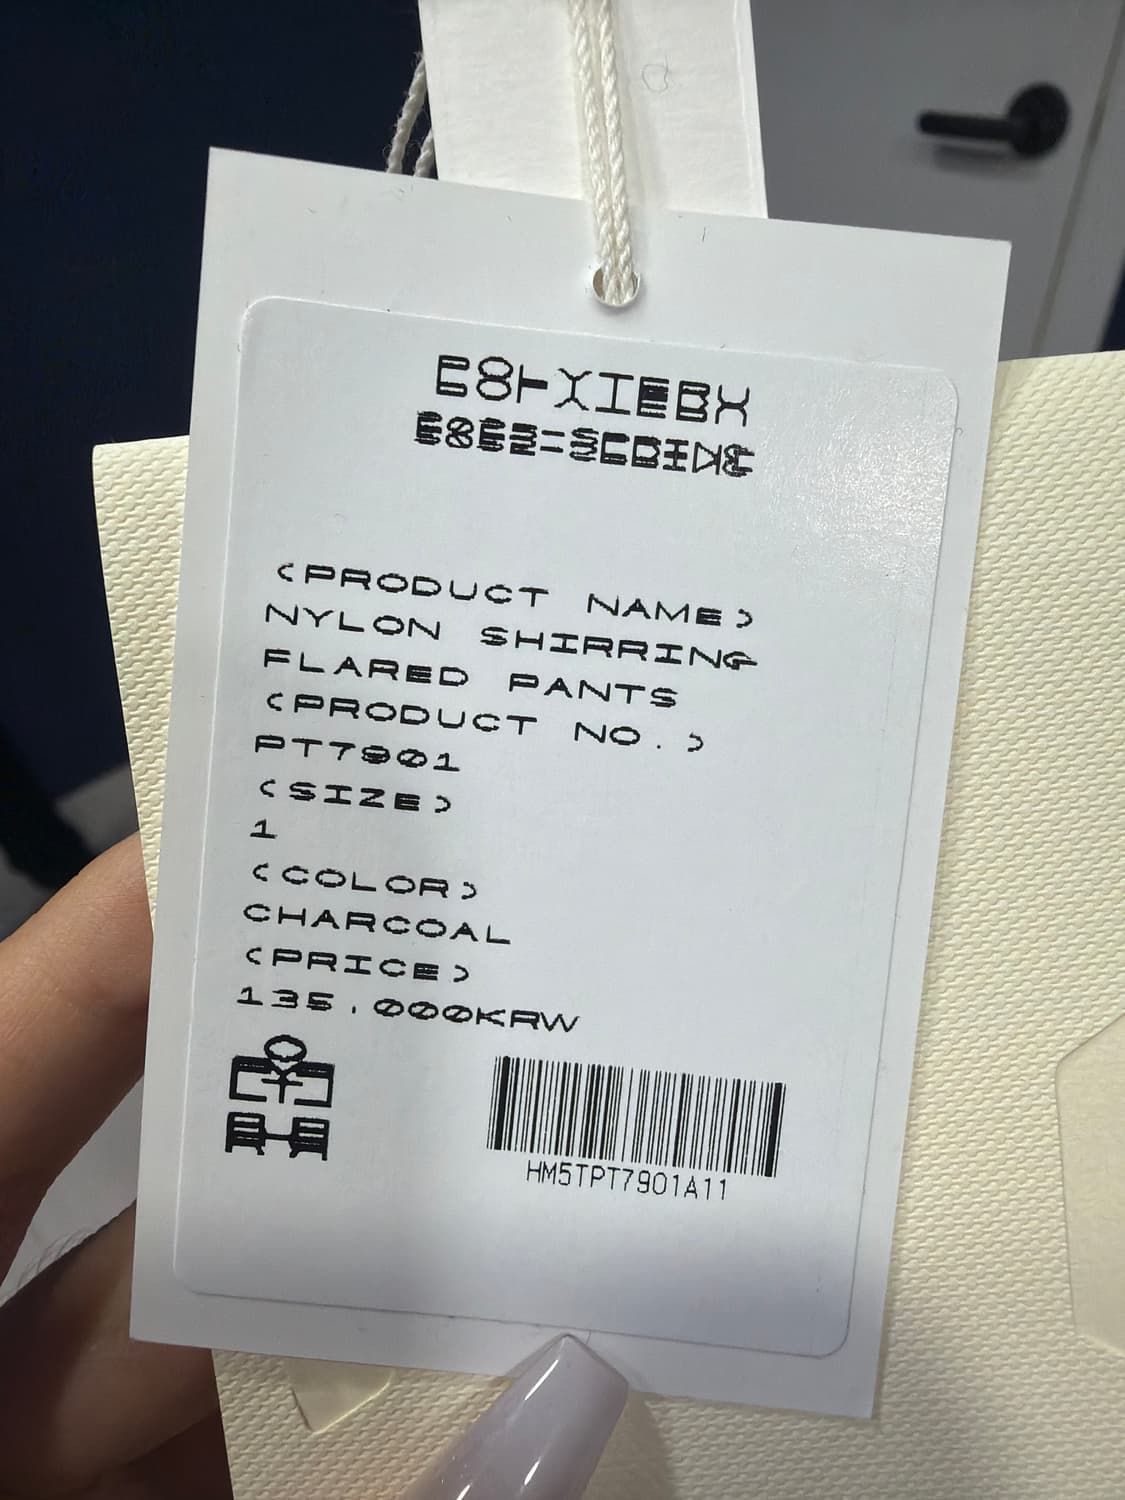 <PRODUCT NAME>
NYLON SHIRRING
FLARED PANTS
<PRODUCT NO.>
PT7901
<SIZE>
1
<COLOR>
CHARCOAL
<PRICE>
135.000KRW
HM5TPT7901A11